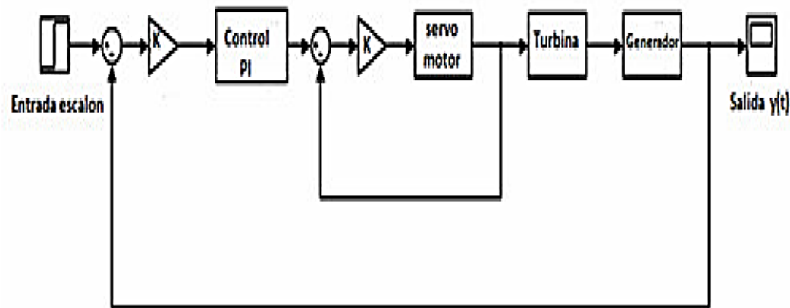 K
Control
PI
K
servo
motor
Turbina
Generador
Entrada escalon
Salida y(t)